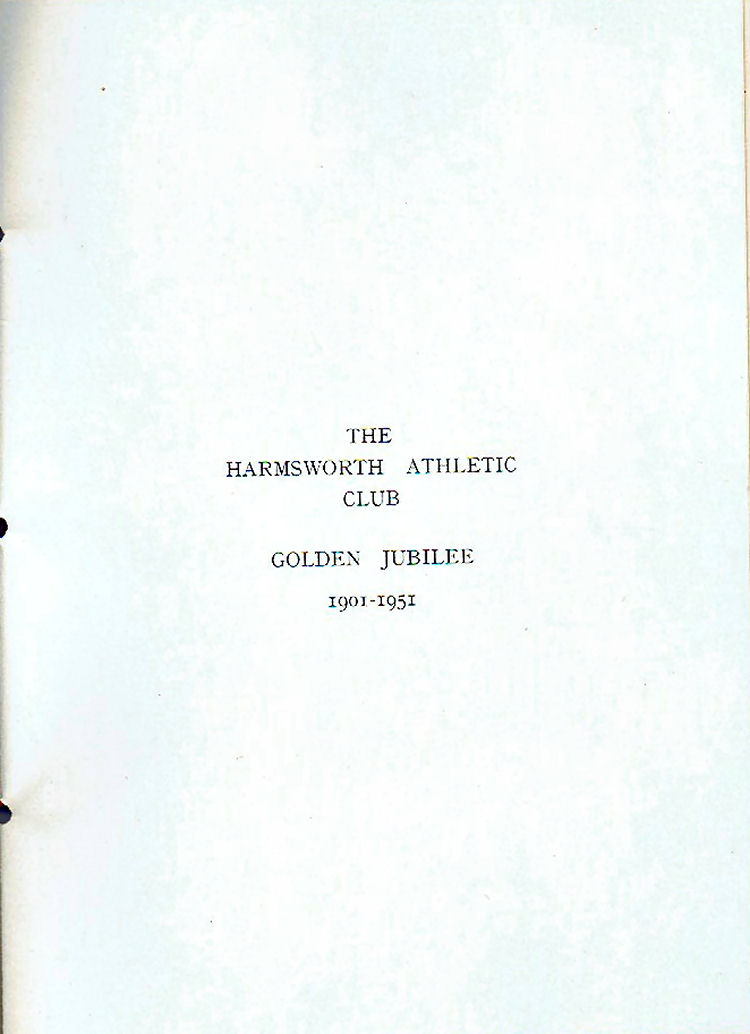 THE
HARMSWORTH ATHLETIC
CLUB
GOLDEN JUBILEE
1901-1951